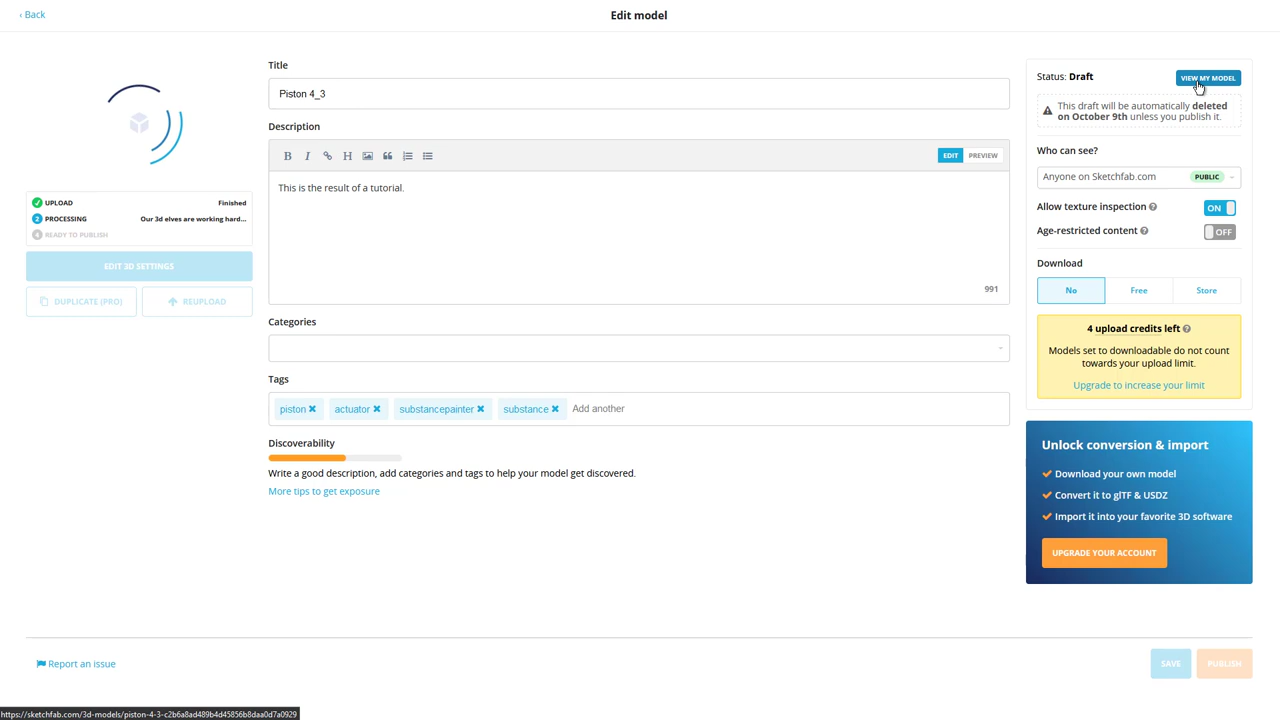 ‹ Back
Edit model
UPLOAD Finished
2 PROCESSING Our 3d elves are working hard...
4 READY TO PUBLISH
EDIT 3D SETTINGS
DUPLICATE (PRO) REUPLOAD
Title
Piston 4_3
Description
B I H EDIT PREVIEW
This is the result of a tutorial.
991
Categories
Tags
piston ✖ actuator ✖ substancepainter ✖ substance ✖ Add another
Discoverability
Write a good description, add categories and tags to help your model get discovered.
More tips to get exposure
Status: Draft VIEW MY MODEL
This draft will be automatically deleted
on October 9th unless you publish it.
Who can see?
Anyone on Sketchfab.com PUBLIC
Allow texture inspection ? ON
Age-restricted content ? OFF
Download
No Free Store
4 upload credits left ?
Models set to downloadable do not count
towards your upload limit.
Upgrade to increase your limit
Unlock conversion & import
Download your own model
Convert it to glTF & USDZ
Import it into your favorite 3D software
UPGRADE YOUR ACCOUNT
Report an issue
SAVE PUBLISH
https://sketchfab.com/3d-models/piston-4-3-c2b6a8ad489b4d45856b8daa0d7a0929